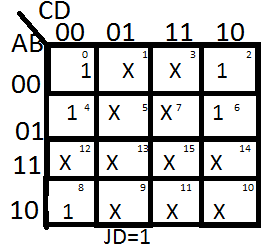 CD
AB 00 01 11 10
00 0 1 1 X 3 X 2 1
01 1 4 X 5 X 7 1 6
11 12 X 13 X 15 X 14 X
10 8 1 9 X 11 X 10 X
JD=1